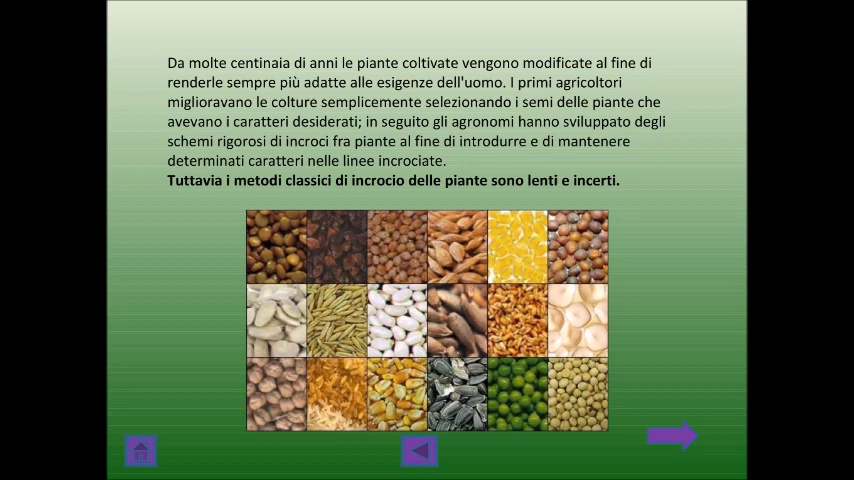 Da molte centinaia di anni le piante coltivate vengono modificate al fine di
renderle sempre più adatte alle esigenze dell'uomo. I primi agricoltori
miglioravano le colture semplicemente selezionando i semi delle piante che
avevano i caratteri desiderati; in seguito gli agronomi hanno sviluppato degli
schemi rigorosi di incroci fra piante al fine di introdurre e di mantenere
determinati caratteri nelle linee incrociate.
Tuttavia i metodi classici di incrocio delle piante sono lenti e incerti.